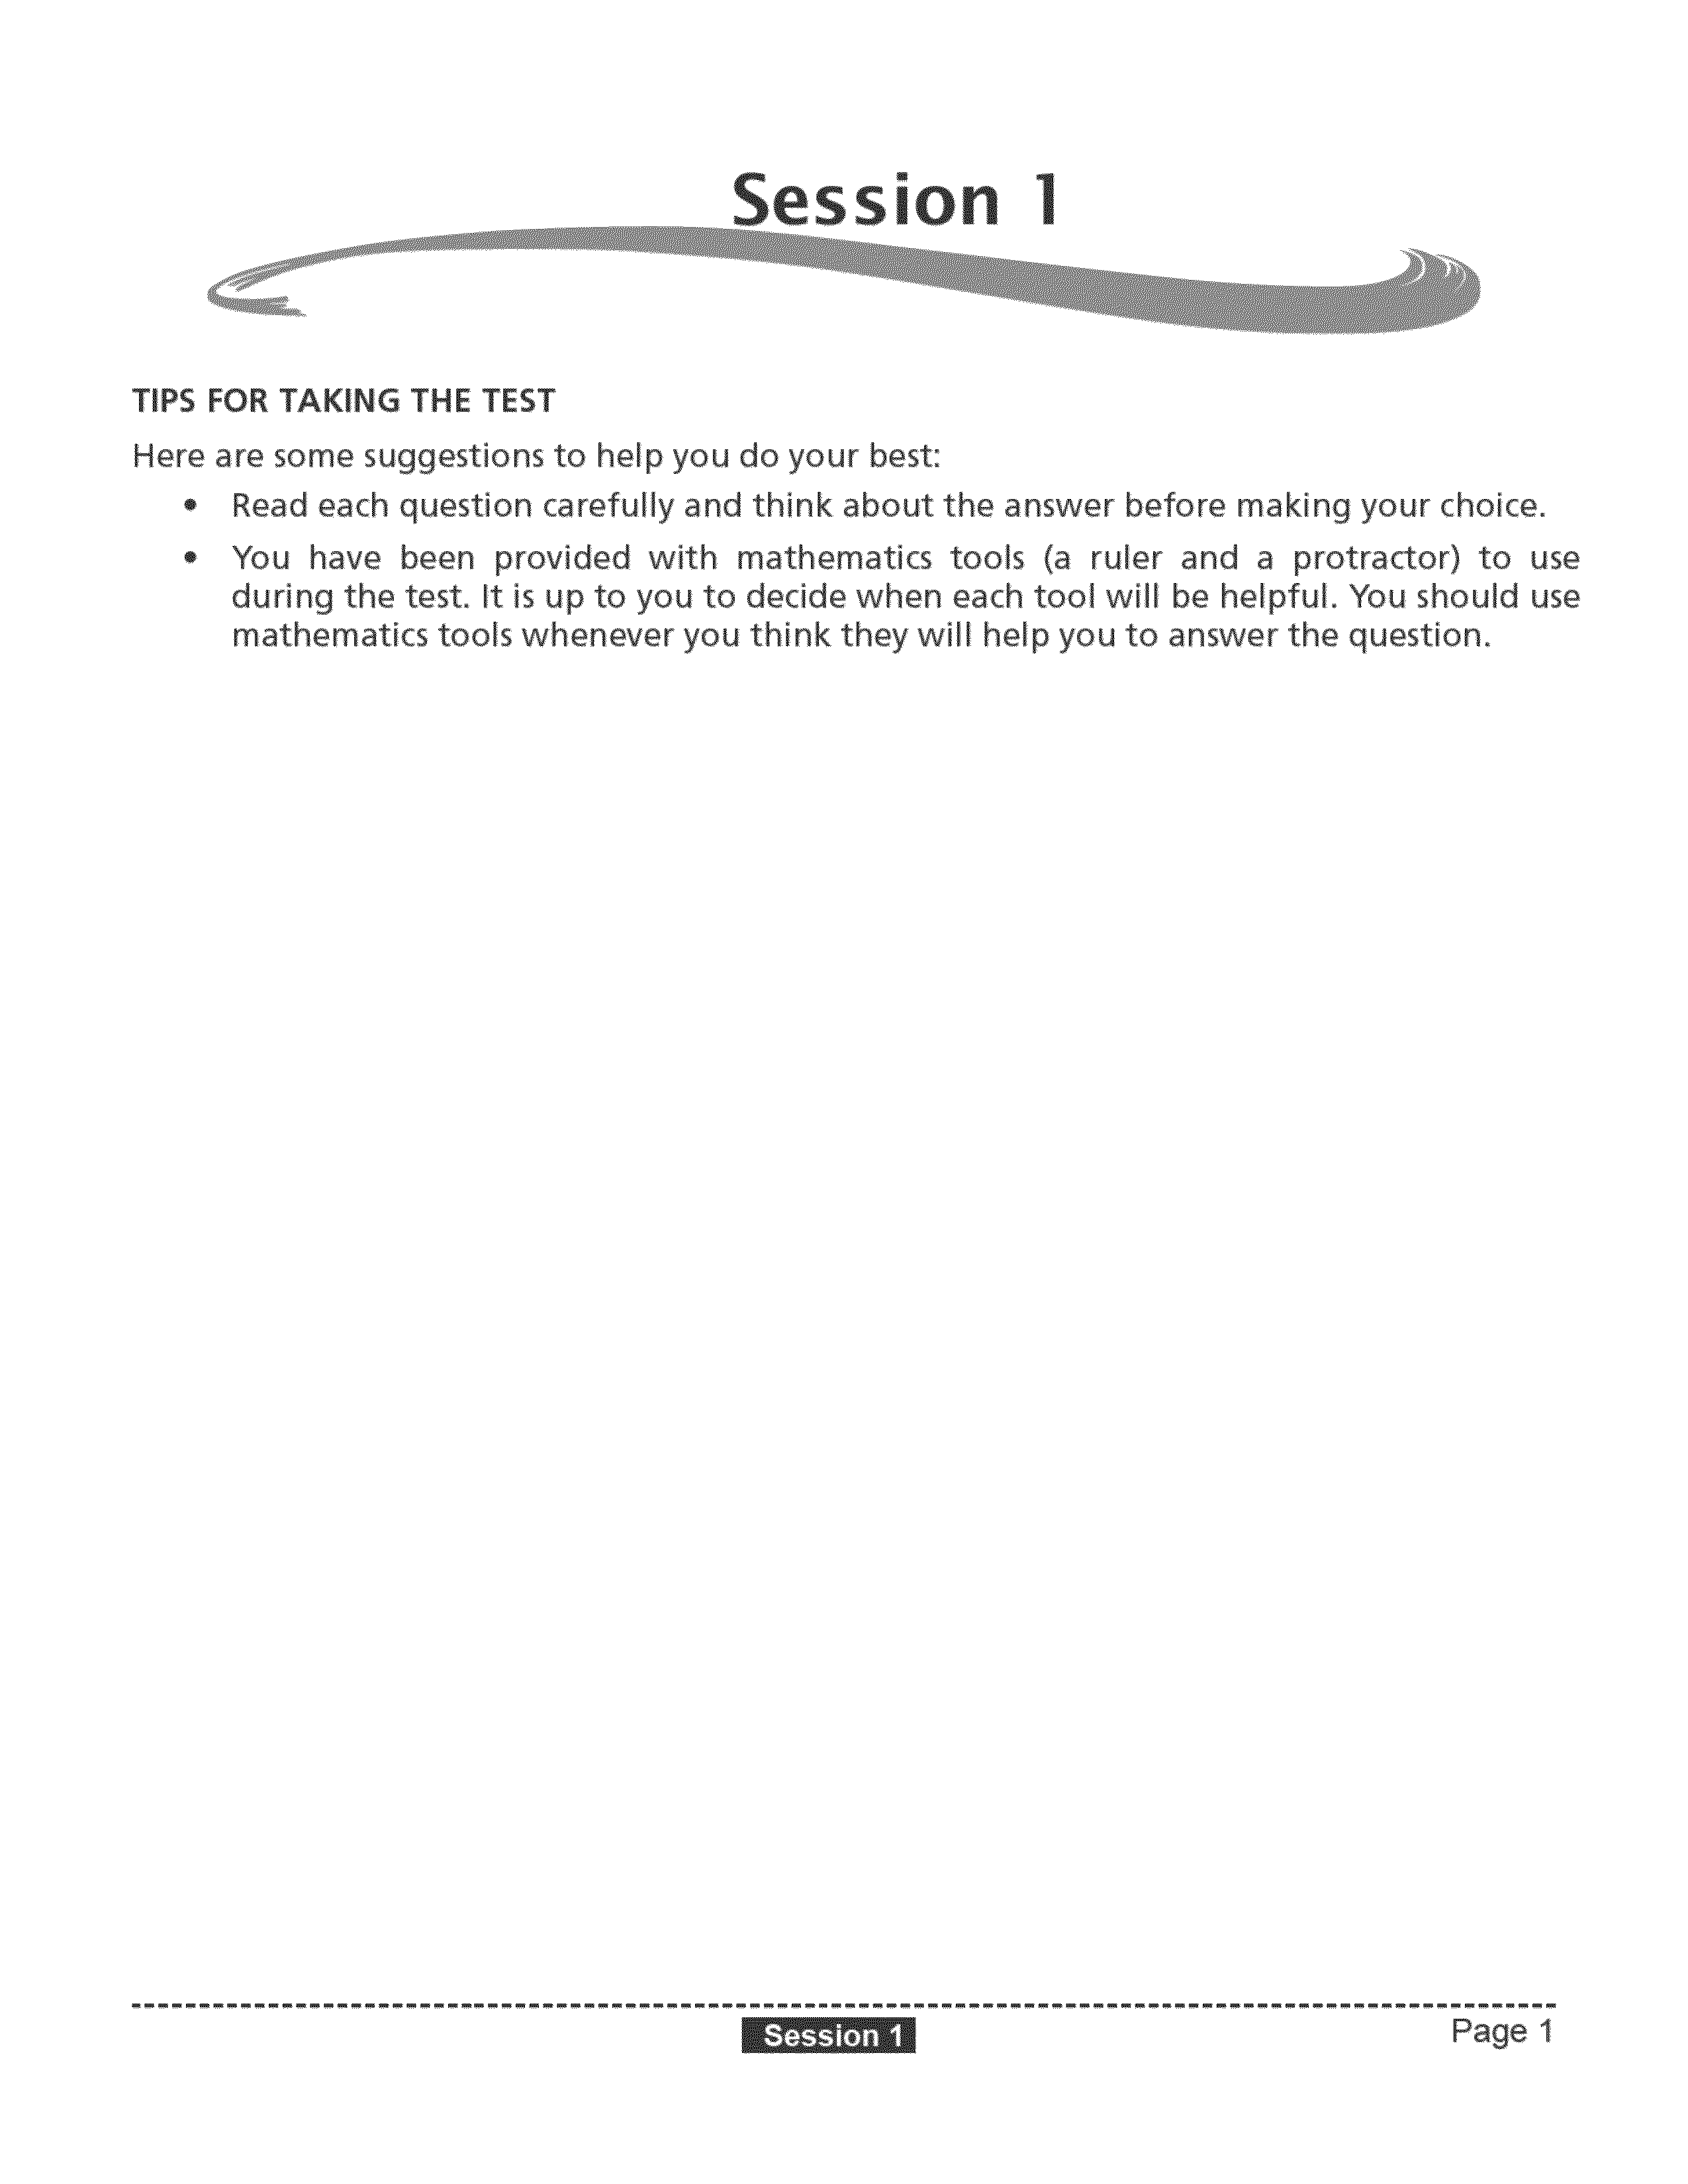 Session 1
TIPS FOR TAKING THE TEST
Here are some suggestions to help you do your best:
• Read each question carefully and think about the answer before making your choice.
• You have been provided with mathematics tools (a ruler and a protractor) to use
during the test. It is up to you to decide when each tool will be helpful. You should use
mathematics tools whenever you think they will help you to answer the question.
Session 1
Page 1